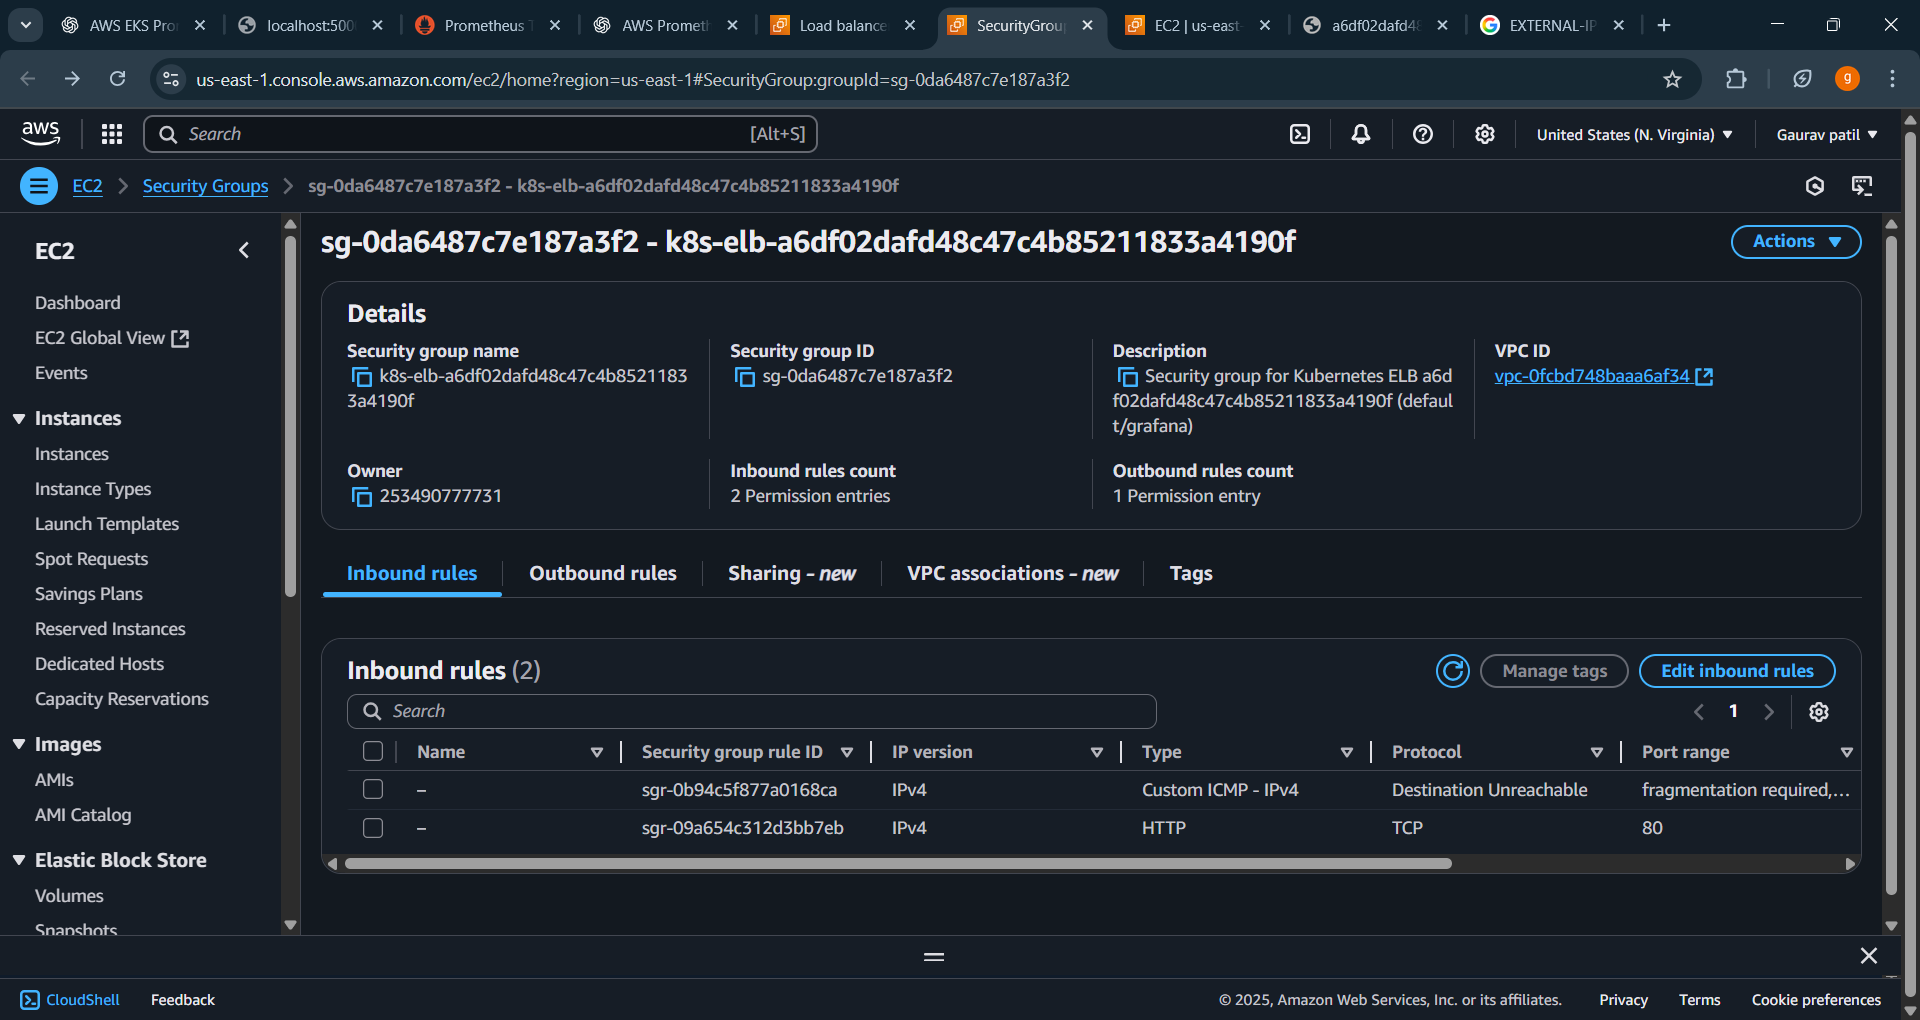 AWS EKS Pro
localhost:500
Prometheus T
AWS Prometh
Load balance
SecurityGrou
EC2 | us-east-
a6df02dafd48
EXTERNAL-IP
us-east-1.console.aws.amazon.com/ec2/home?region=us-east-1#SecurityGroup:groupId=sg-0da6487c7e187a3f2
g
aws
Search
[Alt+S]
United States (N. Virginia)
Gaurav patil
EC2
Security Groups
sg-0da6487c7e187a3f2 - k8s-elb-a6df02dafd48c47c4b85211833a4190f
EC2
Dashboard
EC2 Global View
Events
Instances
Instances
Instance Types
Launch Templates
Spot Requests
Savings Plans
Reserved Instances
Dedicated Hosts
Capacity Reservations
Images
AMIs
AMI Catalog
Elastic Block Store
Volumes
Snapshots
sg-0da6487c7e187a3f2 - k8s-elb-a6df02dafd48c47c4b85211833a4190f
Actions
Details
Security group name
k8s-elb-a6df02dafd48c47c4b8521183
3a4190f
Security group ID
sg-0da6487c7e187a3f2
Description
Security group for Kubernetes ELB a6d
f02dafd48c47c4b85211833a4190f (defaul
t/grafana)
VPC ID
vpc-0fcbd748baaa6af34
Owner
253490777731
Inbound rules count
2 Permission entries
Outbound rules count
1 Permission entry
Inbound rules
Outbound rules
Sharing - new
VPC associations - new
Tags
Inbound rules (2)
Manage tags
Edit inbound rules
Search
1
Name
Security group rule ID
IP version
Type
Protocol
Port range
– sgr-0b94c5f877a0168ca IPv4 Custom ICMP - IPv4 Destination Unreachable fragmentation required,...
– sgr-09a654c312d3bb7eb IPv4 HTTP TCP 80
CloudShell
Feedback
© 2025, Amazon Web Services, Inc. or its affiliates.
Privacy
Terms
Cookie preferences